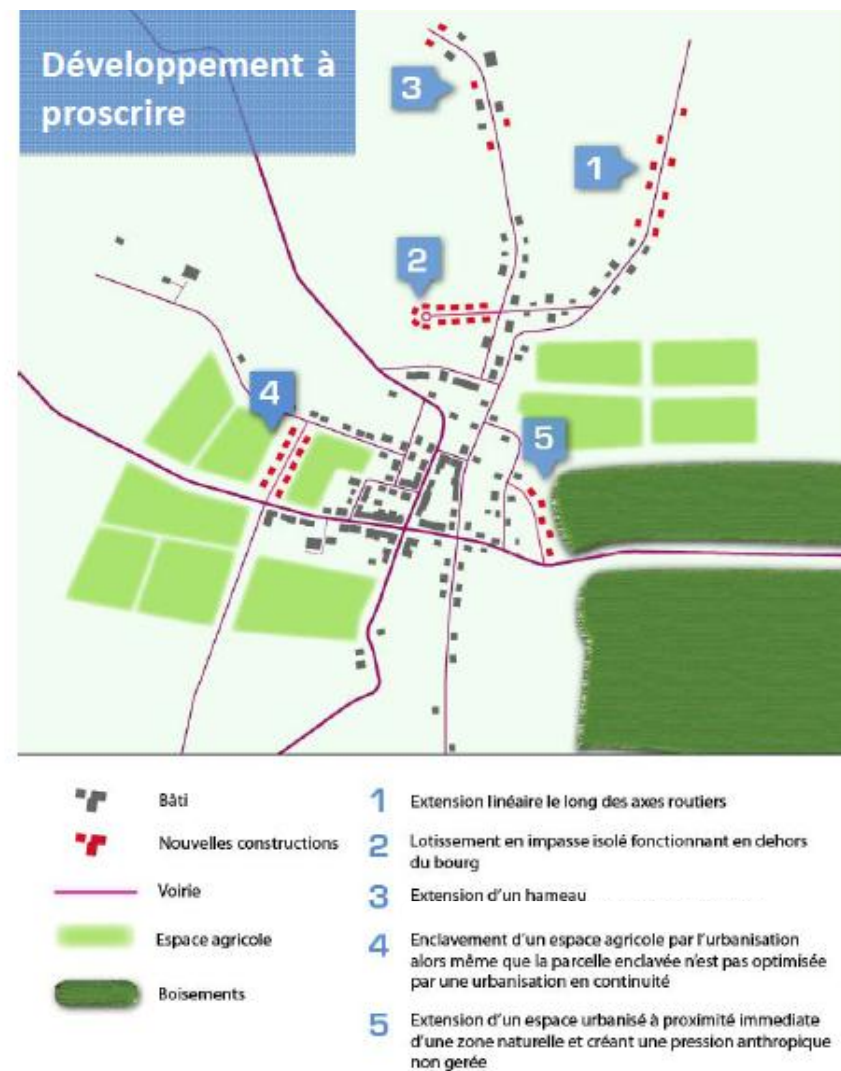 Développement à
proscrire
3
1
2
4
5
Bâti
Nouvelles constructions
Voirie
Espace agricole
Boisements
1 Extension linéaire le long des axes routiers
2 Lotissement en impasse isolé fonctionnant en dehors
du bourg
3 Extension d'un hameau
4 Enclavement d'un espace agricole par l'urbanisation
alors même que la parcelle enclavée n'est pas optimisée
par une urbanisation en continuité
5 Extension d'un espace urbanisé à proximité immediate
d'une zone naturelle et créant une pression anthropique
non gerée